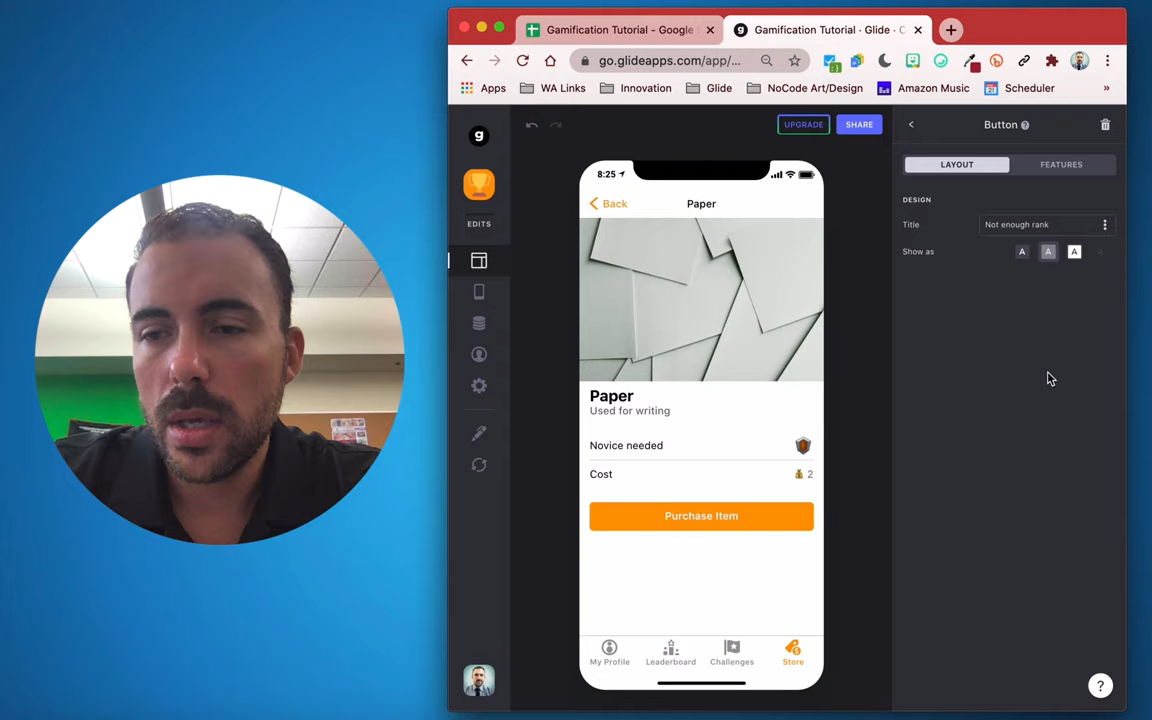 Gamification Tutorial - Google
Gamification Tutorial · Glide · C
go.glideapps.com/app/...
Apps
WA Links
Innovation
Glide
NoCode Art/Design
Amazon Music
Scheduler
»
g
UPGRADE
SHARE
Button
LAYOUT
FEATURES
EDITS
DESIGN
Title
Not enough rank
Show as
A
A
A
A
8:25
Back
Paper
Paper
Used for writing
Novice needed
Cost
2
Purchase Item
My Profile
Leaderboard
Challenges
Store
?